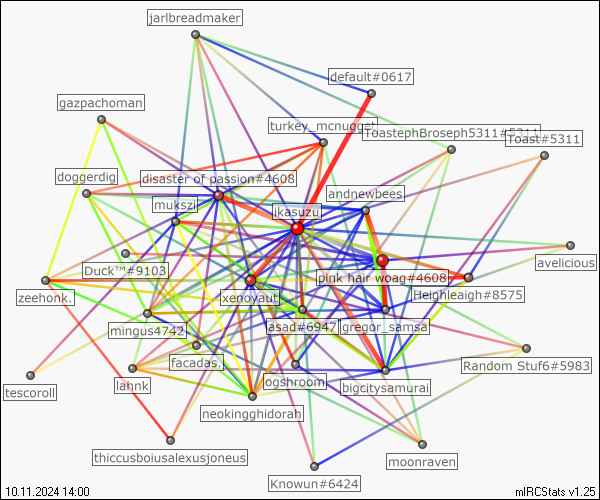 jarlbreadmaker
default#0617
gazpachoman
turkey_mcnugget
ToastephBroseph5311#5311
Toast#5311
doggerdig
disaster of passion#4608
andnewbees
mukszi
ikasuzu
avelicious
Duck™#9103
pink hair woag#4608
zeehonk.
xenoyaut
Heighleaigh#8575
mingus4742
asad#6947
gregor_samsa
facadas.
Random Stuf6#5983
tescoroll
iahnk
ogshroom
bigcitysamurai
neokingghidorah
thiccusboiusalexusjoneus
moonraven
Knowun#6424
10.11.2024 14:00
mIRCStats v1.25